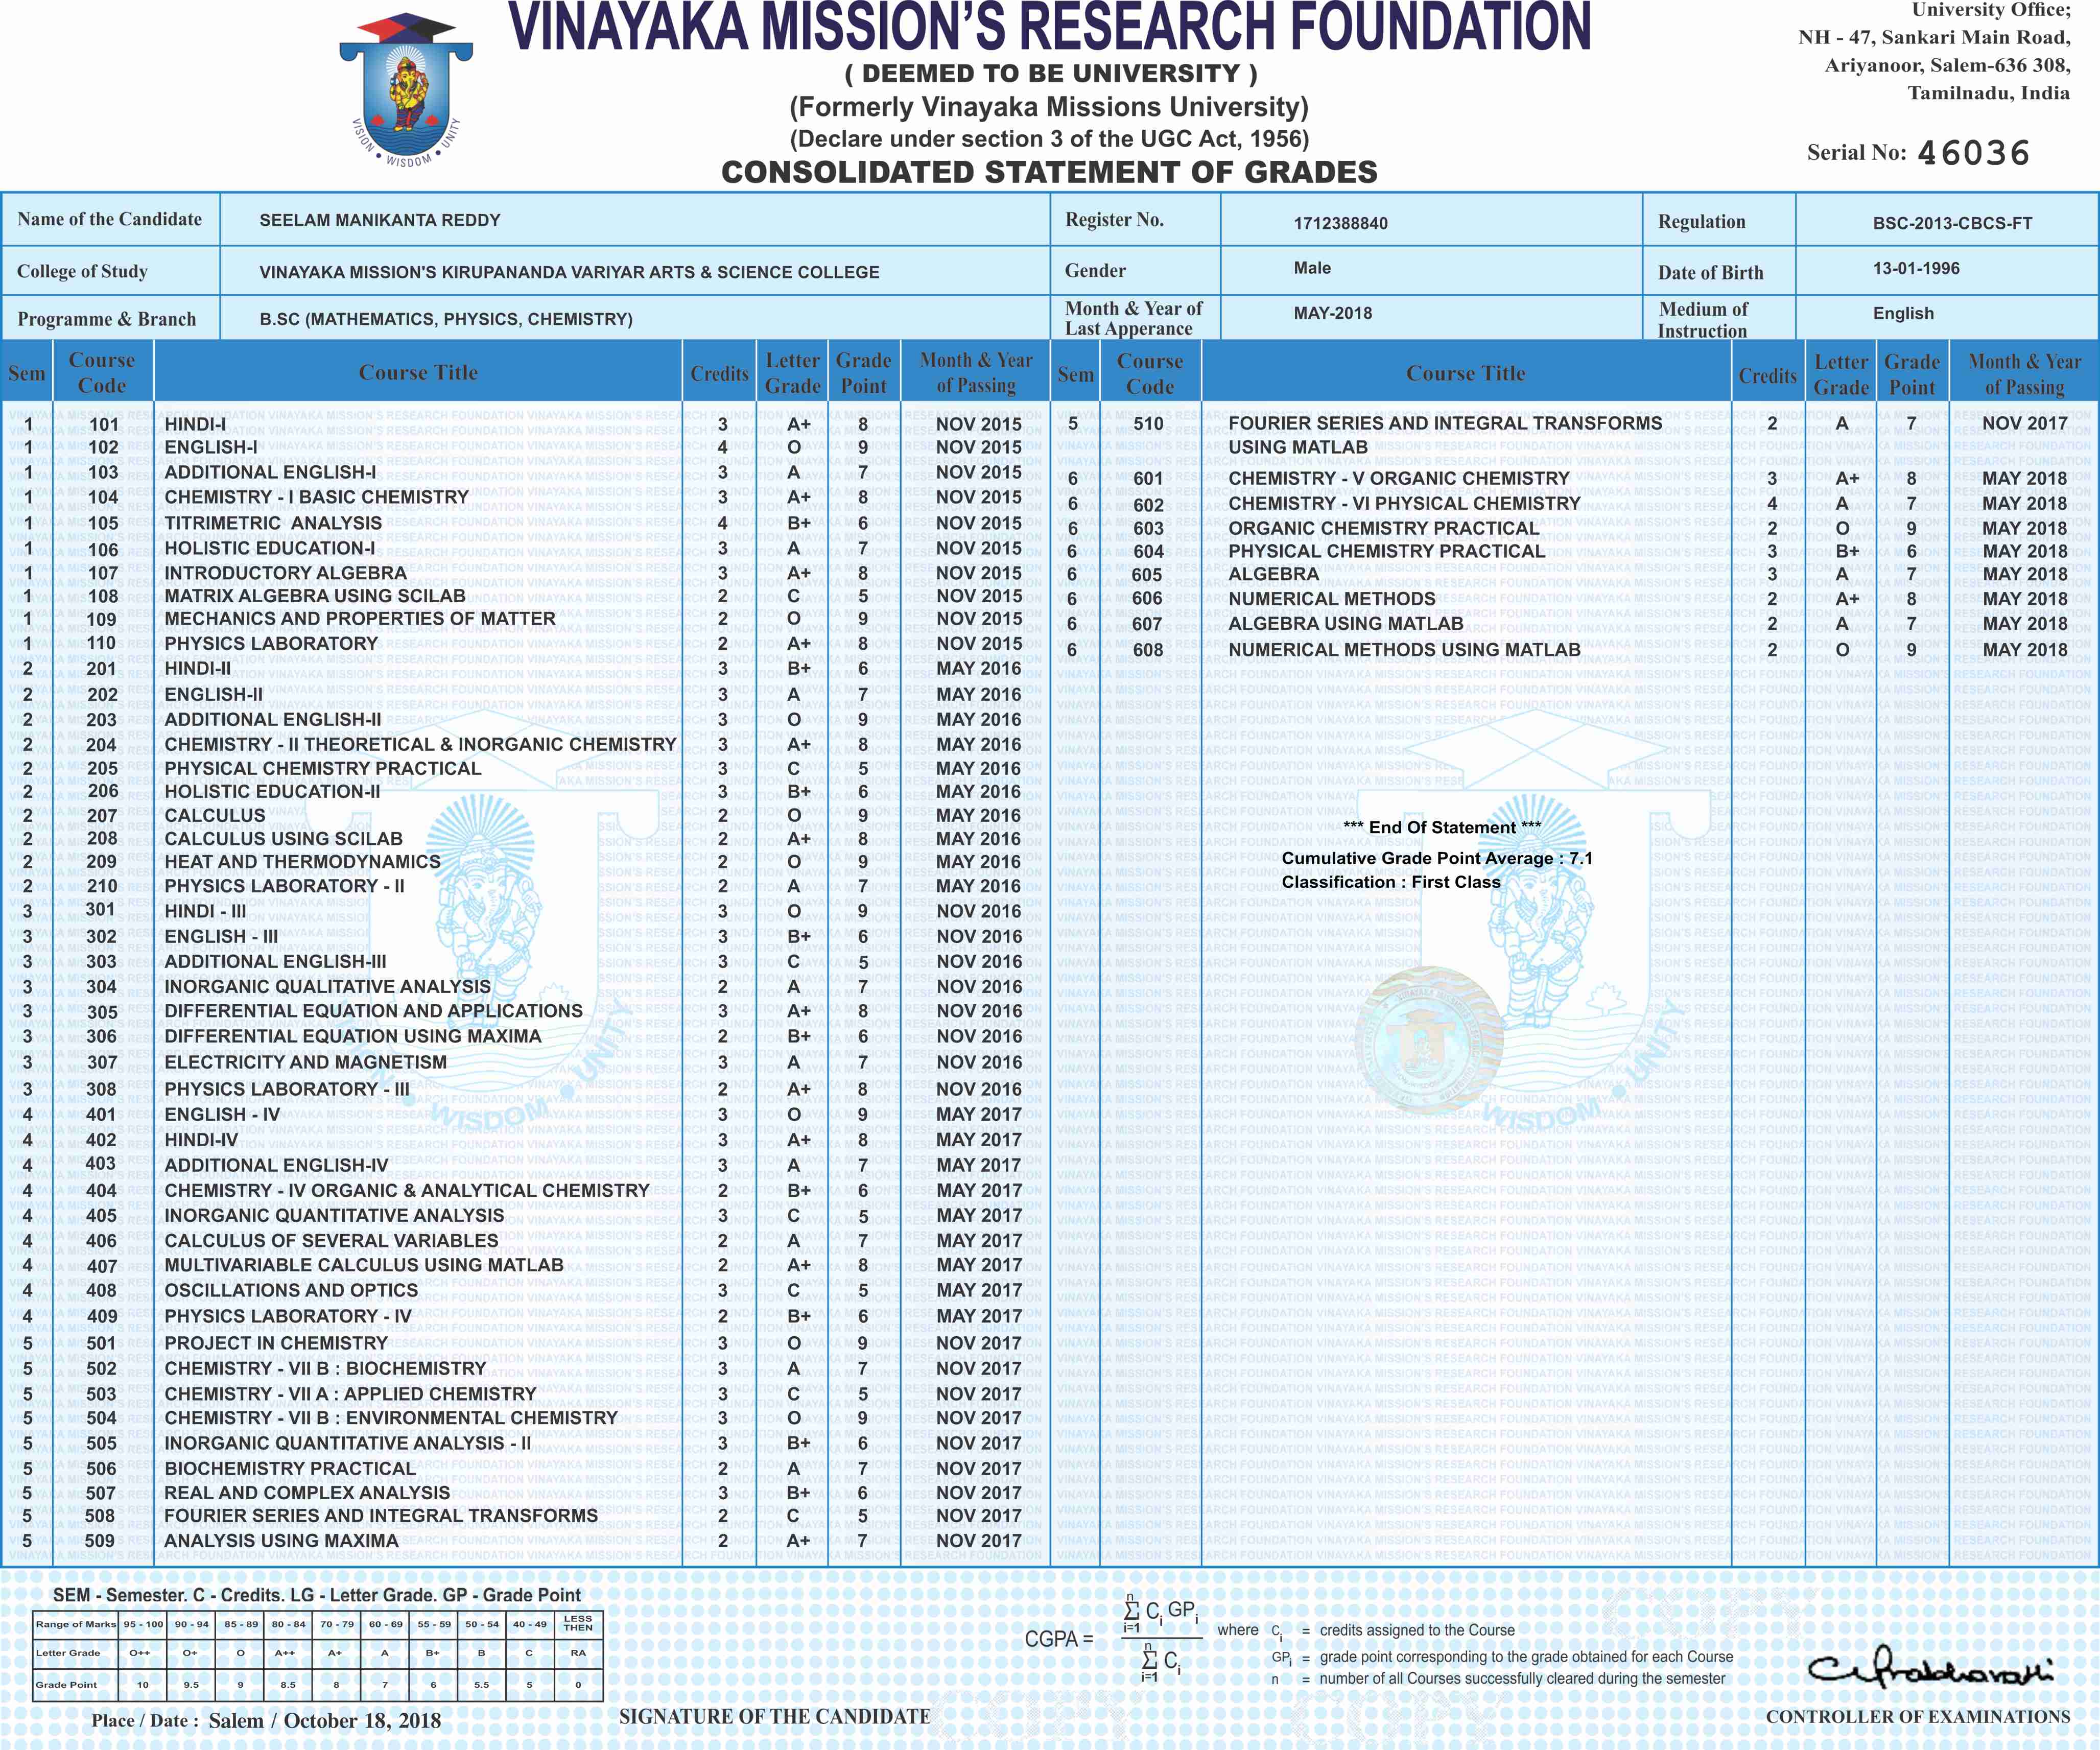 VINAYAKA MISSION'S RESEARCH FOUNDATION
( DEEMED TO BE UNIVERSITY )
(Formerly Vinayaka Missions University)
(Declare under section 3 of the UGC Act, 1956)
CONSOLIDATED STATEMENT OF GRADES
VISION • WISDOM • UNITY
University Office;
NH - 47, Sankari Main Road,
Ariyanoor, Salem-636 308,
Tamilnadu, India
Serial No: 46036
Name of the Candidate SEELAM MANIKANTA REDDY Register No. 1712388840 Regulation BSC-2013-CBCS-FT
College of Study VINAYAKA MISSION'S KIRUPANANDA VARIYAR ARTS & SCIENCE COLLEGE Gender Male Date of Birth 13-01-1996
Programme & Branch B.SC (MATHEMATICS, PHYSICS, CHEMISTRY) Month & Year of Last Apperance MAY-2018 Medium of Instruction English
Sem Course Code Course Title Credits Letter Grade Grade Point Month & Year of Passing
1 101 HINDI-I 3 A+ 8 NOV 2015
1 102 ENGLISH-I 4 O 9 NOV 2015
1 103 ADDITIONAL ENGLISH-I 3 A 7 NOV 2015
1 104 CHEMISTRY - I BASIC CHEMISTRY 3 A+ 8 NOV 2015
1 105 TITRIMETRIC ANALYSIS 4 B+ 6 NOV 2015
1 106 HOLISTIC EDUCATION-I 3 A 7 NOV 2015
1 107 INTRODUCTORY ALGEBRA 3 A+ 8 NOV 2015
1 108 MATRIX ALGEBRA USING SCILAB 2 C 5 NOV 2015
1 109 MECHANICS AND PROPERTIES OF MATTER 2 O 9 NOV 2015
1 110 PHYSICS LABORATORY 2 A+ 8 NOV 2015
2 201 HINDI-II 3 B+ 6 MAY 2016
2 202 ENGLISH-II 3 A 7 MAY 2016
2 203 ADDITIONAL ENGLISH-II 3 O 9 MAY 2016
2 204 CHEMISTRY - II THEORETICAL & INORGANIC CHEMISTRY 3 A+ 8 MAY 2016
2 205 PHYSICAL CHEMISTRY PRACTICAL 3 C 5 MAY 2016
2 206 HOLISTIC EDUCATION-II 3 B+ 6 MAY 2016
2 207 CALCULUS 2 O 9 MAY 2016
2 208 CALCULUS USING SCILAB 2 A+ 8 MAY 2016
2 209 HEAT AND THERMODYNAMICS 2 O 9 MAY 2016
2 210 PHYSICS LABORATORY - II 2 A 7 MAY 2016
3 301 HINDI - III 3 O 9 NOV 2016
3 302 ENGLISH - III 3 B+ 6 NOV 2016
3 303 ADDITIONAL ENGLISH-III 3 C 5 NOV 2016
3 304 INORGANIC QUALITATIVE ANALYSIS 2 A 7 NOV 2016
3 305 DIFFERENTIAL EQUATION AND APPLICATIONS 3 A+ 8 NOV 2016
3 306 DIFFERENTIAL EQUATION USING MAXIMA 2 B+ 6 NOV 2016
3 307 ELECTRICITY AND MAGNETISM 3 A 7 NOV 2016
3 308 PHYSICS LABORATORY - III 2 A+ 8 NOV 2016
4 401 ENGLISH - IV 3 O 9 MAY 2017
4 402 HINDI-IV 3 A+ 8 MAY 2017
4 403 ADDITIONAL ENGLISH-IV 3 A 7 MAY 2017
4 404 CHEMISTRY - IV ORGANIC & ANALYTICAL CHEMISTRY 2 B+ 6 MAY 2017
4 405 INORGANIC QUANTITATIVE ANALYSIS 3 C 5 MAY 2017
4 406 CALCULUS OF SEVERAL VARIABLES 2 A 7 MAY 2017
4 407 MULTIVARIABLE CALCULUS USING MATLAB 2 A+ 8 MAY 2017
4 408 OSCILLATIONS AND OPTICS 3 C 5 MAY 2017
4 409 PHYSICS LABORATORY - IV 2 B+ 6 MAY 2017
5 501 PROJECT IN CHEMISTRY 3 O 9 NOV 2017
5 502 CHEMISTRY - VII B : BIOCHEMISTRY 3 A 7 NOV 2017
5 503 CHEMISTRY - VII A : APPLIED CHEMISTRY 3 C 5 NOV 2017
5 504 CHEMISTRY - VII B : ENVIRONMENTAL CHEMISTRY 3 O 9 NOV 2017
5 505 INORGANIC QUANTITATIVE ANALYSIS - II 3 B+ 6 NOV 2017
5 506 BIOCHEMISTRY PRACTICAL 2 A 7 NOV 2017
5 507 REAL AND COMPLEX ANALYSIS 3 B+ 6 NOV 2017
5 508 FOURIER SERIES AND INTEGRAL TRANSFORMS 2 C 5 NOV 2017
5 509 ANALYSIS USING MAXIMA 2 A+ 7 NOV 2017
Sem Course Code Course Title Credits Letter Grade Grade Point Month & Year of Passing
5 510 FOURIER SERIES AND INTEGRAL TRANSFORMS 2 A 7 NOV 2017
USING MATLAB
6 601 CHEMISTRY - V ORGANIC CHEMISTRY 3 A+ 8 MAY 2018
6 602 CHEMISTRY - VI PHYSICAL CHEMISTRY 4 A 7 MAY 2018
6 603 ORGANIC CHEMISTRY PRACTICAL 2 O 9 MAY 2018
6 604 PHYSICAL CHEMISTRY PRACTICAL 3 B+ 6 MAY 2018
6 605 ALGEBRA 3 A 7 MAY 2018
6 606 NUMERICAL METHODS 2 A+ 8 MAY 2018
6 607 ALGEBRA USING MATLAB 2 A 7 MAY 2018
6 608 NUMERICAL METHODS USING MATLAB 2 O 9 MAY 2018
*** End Of Statement ***
Cumulative Grade Point Average : 7.1
Classification : First Class
SEM - Semester. C - Credits. LG - Letter Grade. GP - Grade Point
Range of Marks 95 - 100 90 - 94 85 - 89 80 - 84 70 - 79 60 - 69 55 - 59 50 - 54 40 - 49 LESS THEN
Letter Grade O++ O+ O A++ A+ A B+ B C RA
Grade Point 10 9.5 9 8.5 8 7 6 5.5 5 0
Place / Date : Salem / October 18, 2018
SIGNATURE OF THE CANDIDATE
CGPA = n Σ i=1 Ci GPi / n Σ i=1 Ci
where Ci = credits assigned to the Course
GPi = grade point corresponding to the grade obtained for each Course
n = number of all Courses successfully cleared during the semester
CONTROLLER OF EXAMINATIONS